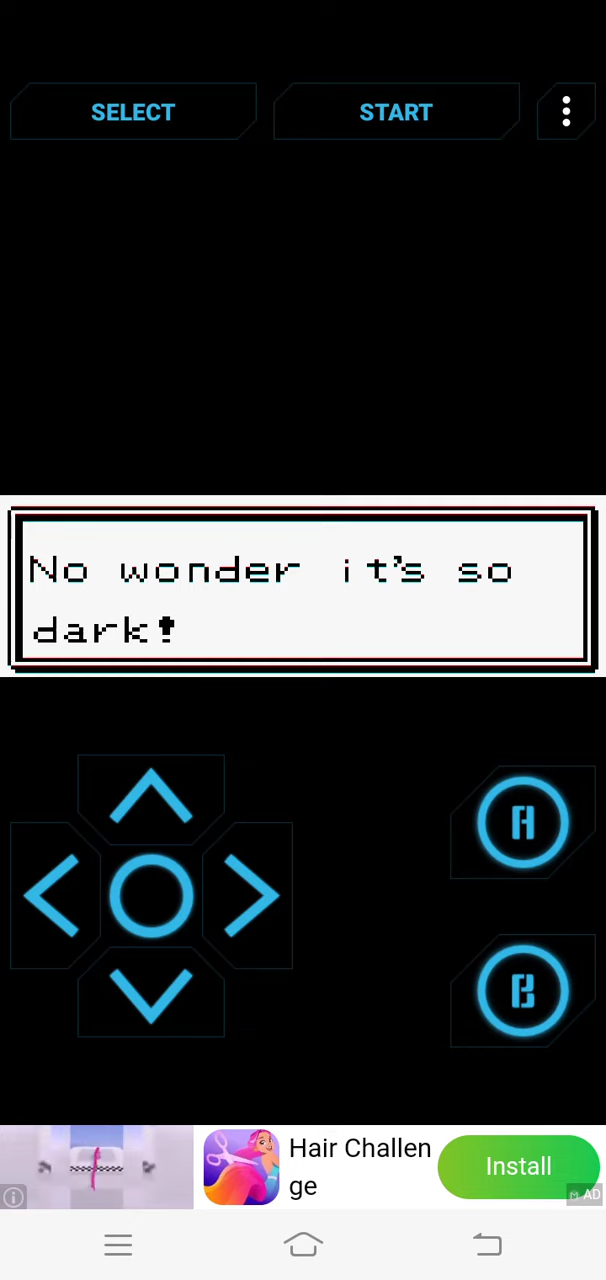 SELECT
START
No wonder it's so
dark!
A
B
Hair Challen
ge
Install
AD